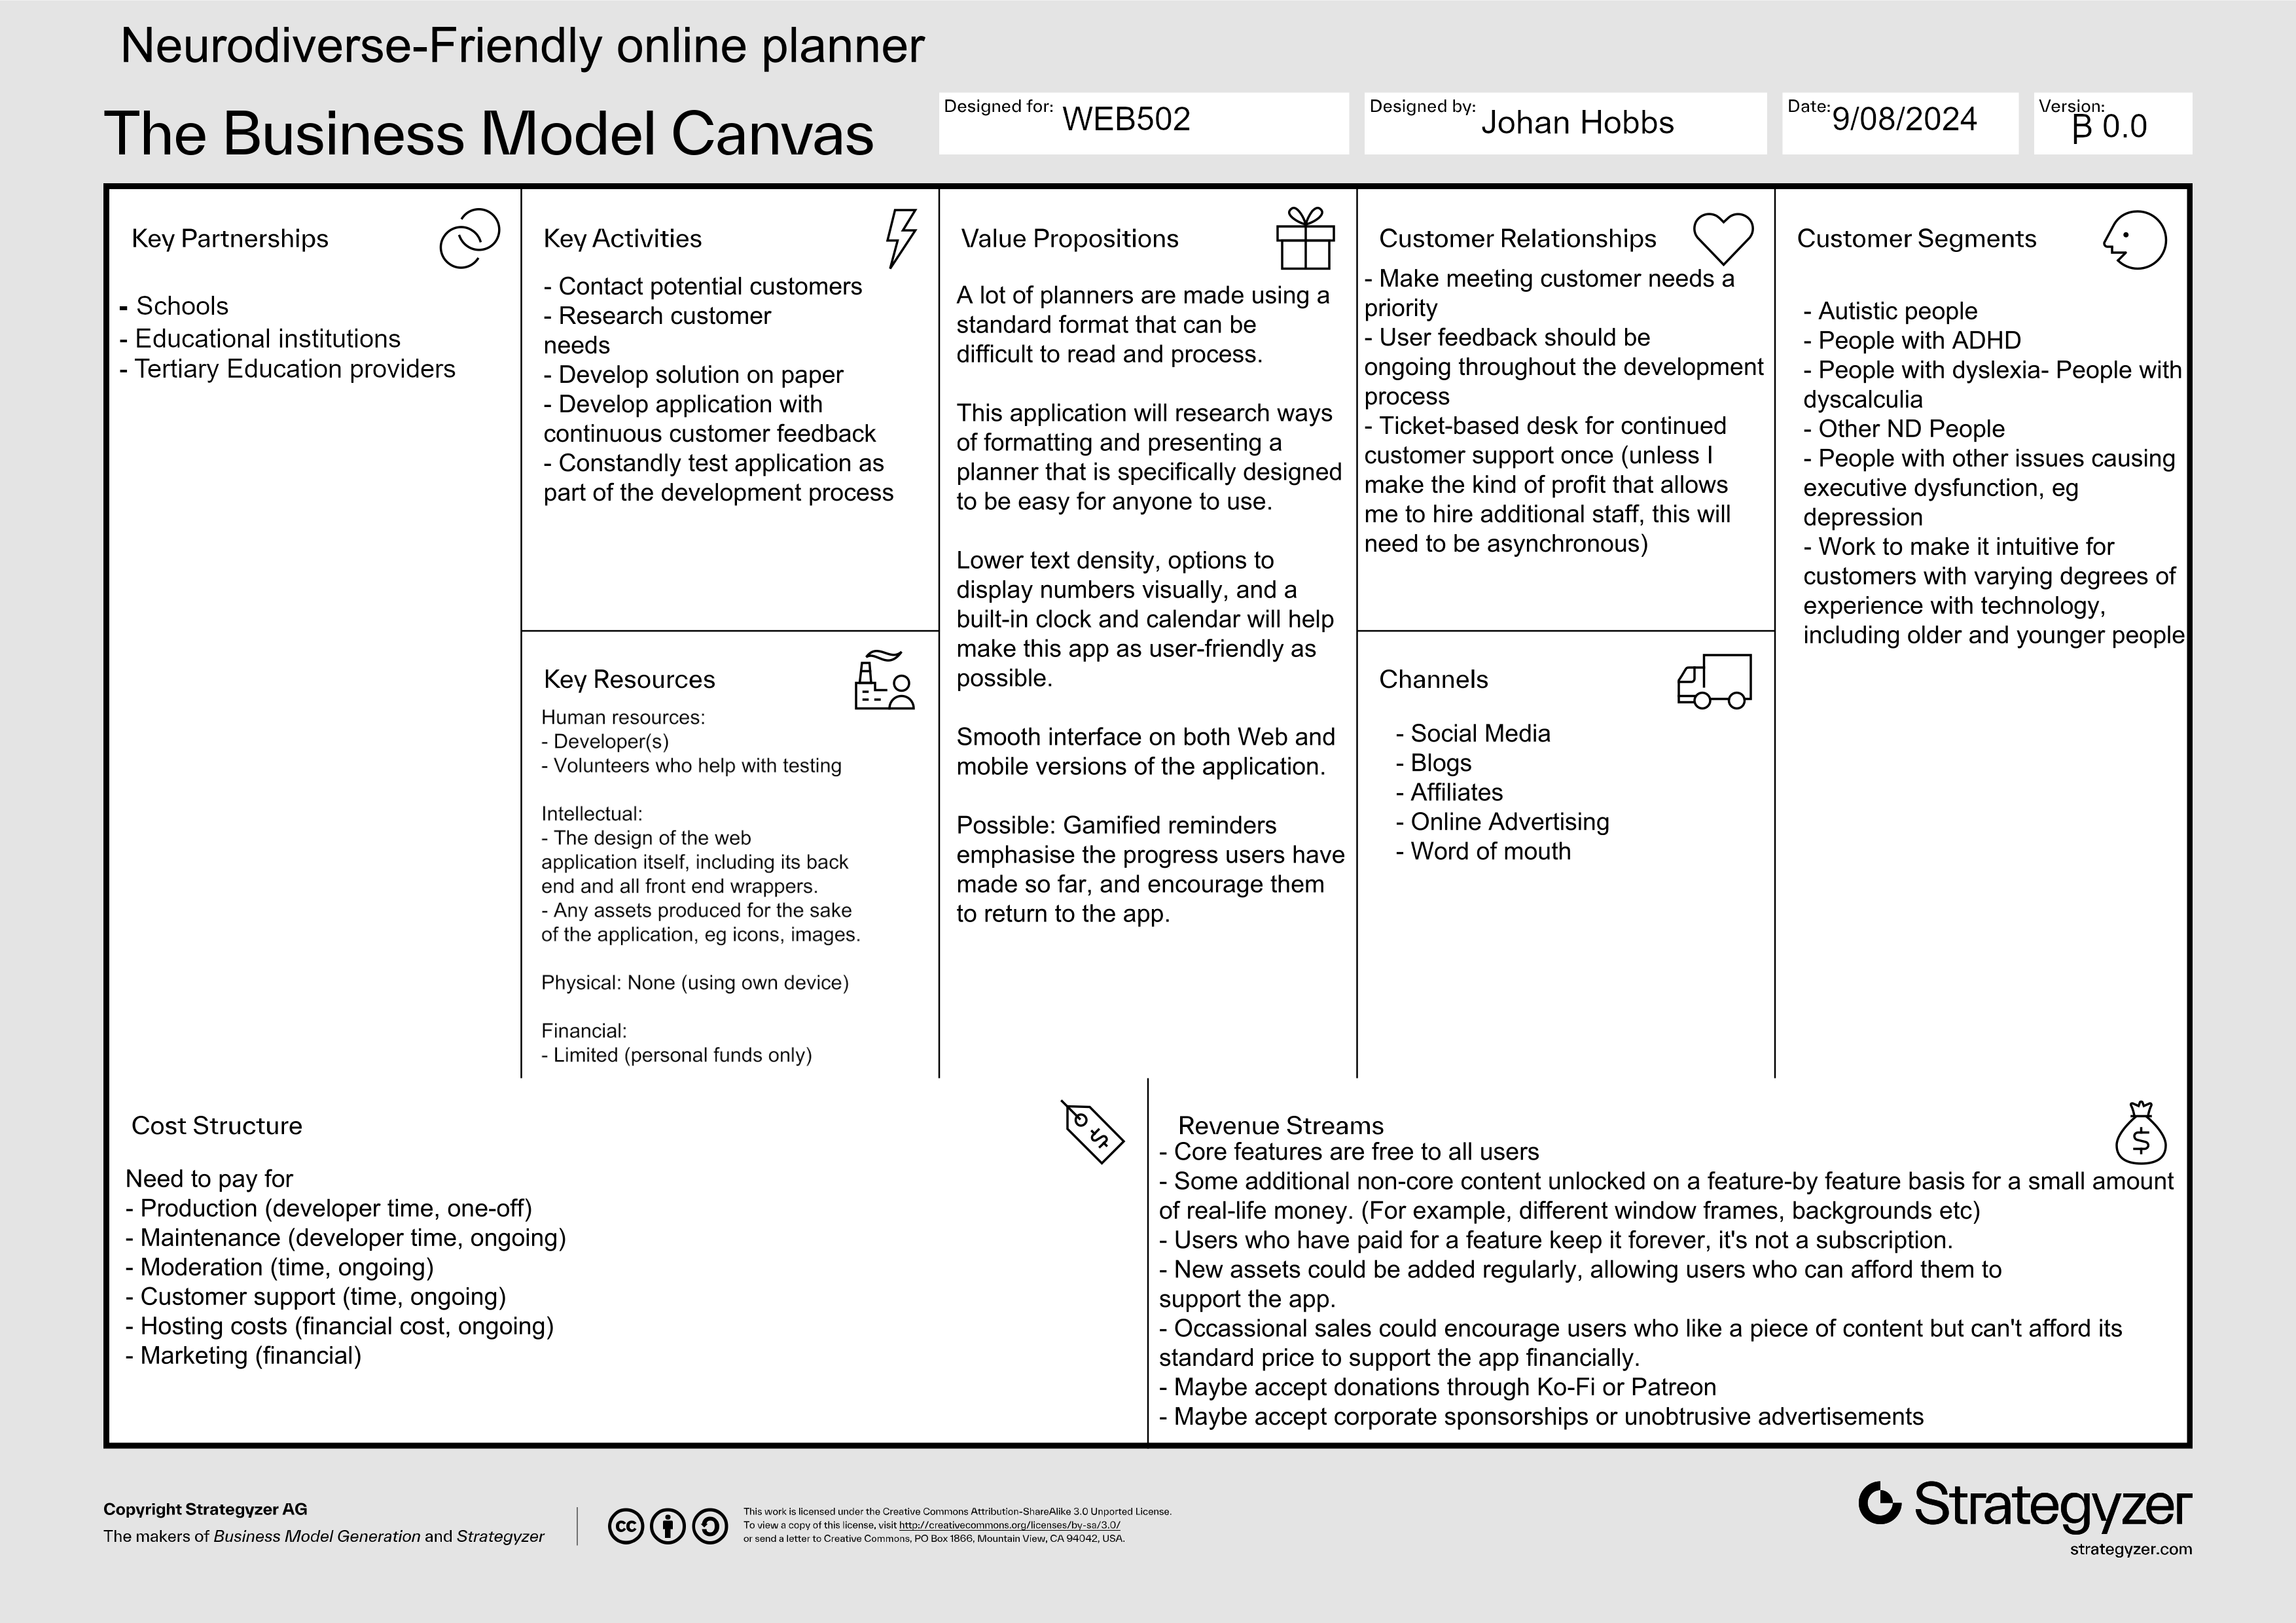 Neurodiverse-Friendly online planner
The Business Model Canvas
Designed for: WEB502
Designed by: Johan Hobbs
Date: 9/08/2024
Version: β 0.0
Key Partnerships
- Schools
- Educational institutions
- Tertiary Education providers
Key Activities
- Contact potential customers
- Research customer
needs
- Develop solution on paper
- Develop application with
continuous customer feedback
- Constandly test application as
part of the development process
Key Resources
Human resources:
- Developer(s)
- Volunteers who help with testing
Intellectual:
- The design of the web
application itself, including its back
end and all front end wrappers.
- Any assets produced for the sake
of the application, eg icons, images.
Physical: None (using own device)
Financial:
- Limited (personal funds only)
Value Propositions
A lot of planners are made using a
standard format that can be
difficult to read and process.
This application will research ways
of formatting and presenting a
planner that is specifically designed
to be easy for anyone to use.
Lower text density, options to
display numbers visually, and a
built-in clock and calendar will help
make this app as user-friendly as
possible.
Smooth interface on both Web and
mobile versions of the application.
Possible: Gamified reminders
emphasise the progress users have
made so far, and encourage them
to return to the app.
Customer Relationships
- Make meeting customer needs a
priority
- User feedback should be
ongoing throughout the development
process
- Ticket-based desk for continued
customer support once (unless I
make the kind of profit that allows
me to hire additional staff, this will
need to be asynchronous)
Channels
- Social Media
- Blogs
- Affiliates
- Online Advertising
- Word of mouth
Customer Segments
- Autistic people
- People with ADHD
- People with dyslexia- People with
dyscalculia
- Other ND People
- People with other issues causing
executive dysfunction, eg
depression
- Work to make it intuitive for
customers with varying degrees of
experience with technology,
including older and younger people
Cost Structure
Need to pay for
- Production (developer time, one-off)
- Maintenance (developer time, ongoing)
- Moderation (time, ongoing)
- Customer support (time, ongoing)
- Hosting costs (financial cost, ongoing)
- Marketing (financial)
Revenue Streams
- Core features are free to all users
- Some additional non-core content unlocked on a feature-by feature basis for a small amount
of real-life money. (For example, different window frames, backgrounds etc)
- Users who have paid for a feature keep it forever, it's not a subscription.
- New assets could be added regularly, allowing users who can afford them to
support the app.
- Occassional sales could encourage users who like a piece of content but can't afford its
standard price to support the app financially.
- Maybe accept donations through Ko-Fi or Patreon
- Maybe accept corporate sponsorships or unobtrusive advertisements
Copyright Strategyzer AG
The makers of Business Model Generation and Strategyzer
cc
This work is licensed under the Creative Commons Attribution-ShareAlike 3.0 Unported License.
To view a copy of this license, visit http://creativecommons.org/licenses/by-sa/3.0/
or send a letter to Creative Commons, PO Box 1866, Mountain View, CA 94042, USA.
Strategyzer
strategyzer.com